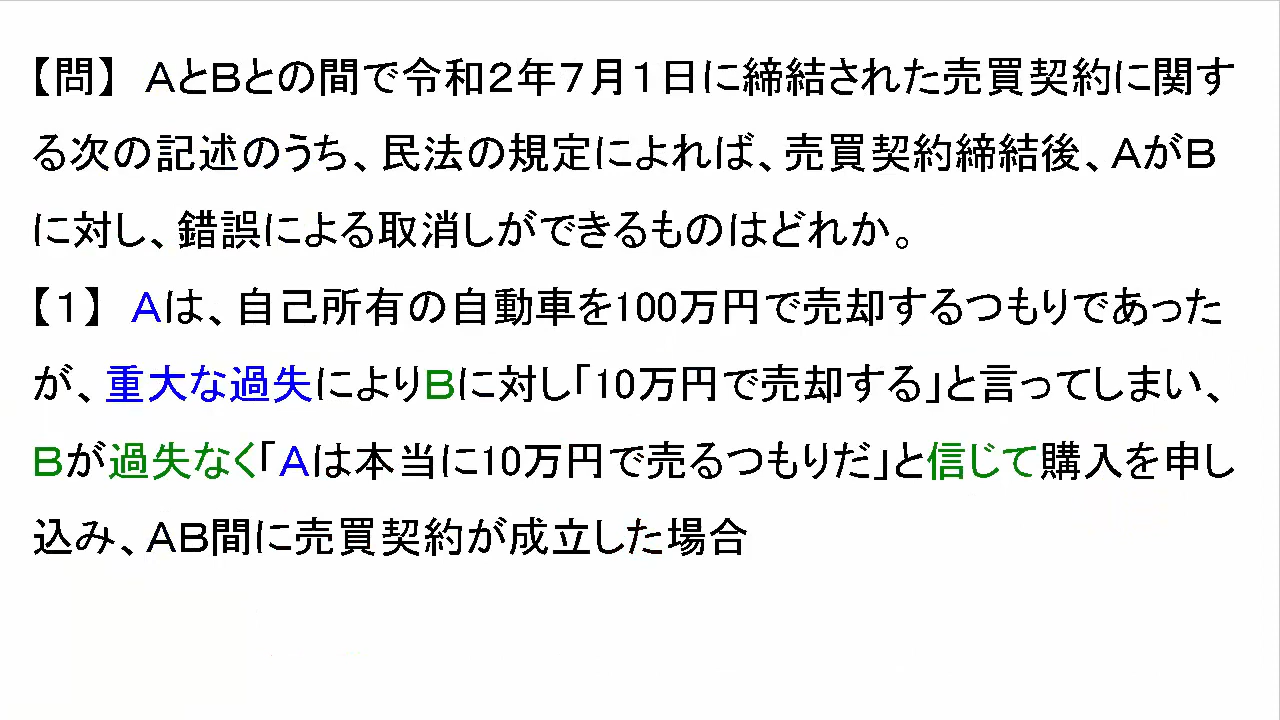 【問】 ＡとＢとの間で令和２年７月１日に締結された売買契約に関す
る次の記述のうち、民法の規定によれば、売買契約締結後、ＡがＢ
に対し、錯誤による取消しができるものはどれか。
【１】 Ａは、自己所有の自動車を100万円で売却するつもりであった
が、重大な過失によりＢに対し「10万円で売却する」と言ってしまい、
Ｂが過失なく「Ａは本当に10万円で売るつもりだ」と信じて購入を申し
込み、ＡＢ間に売買契約が成立した場合